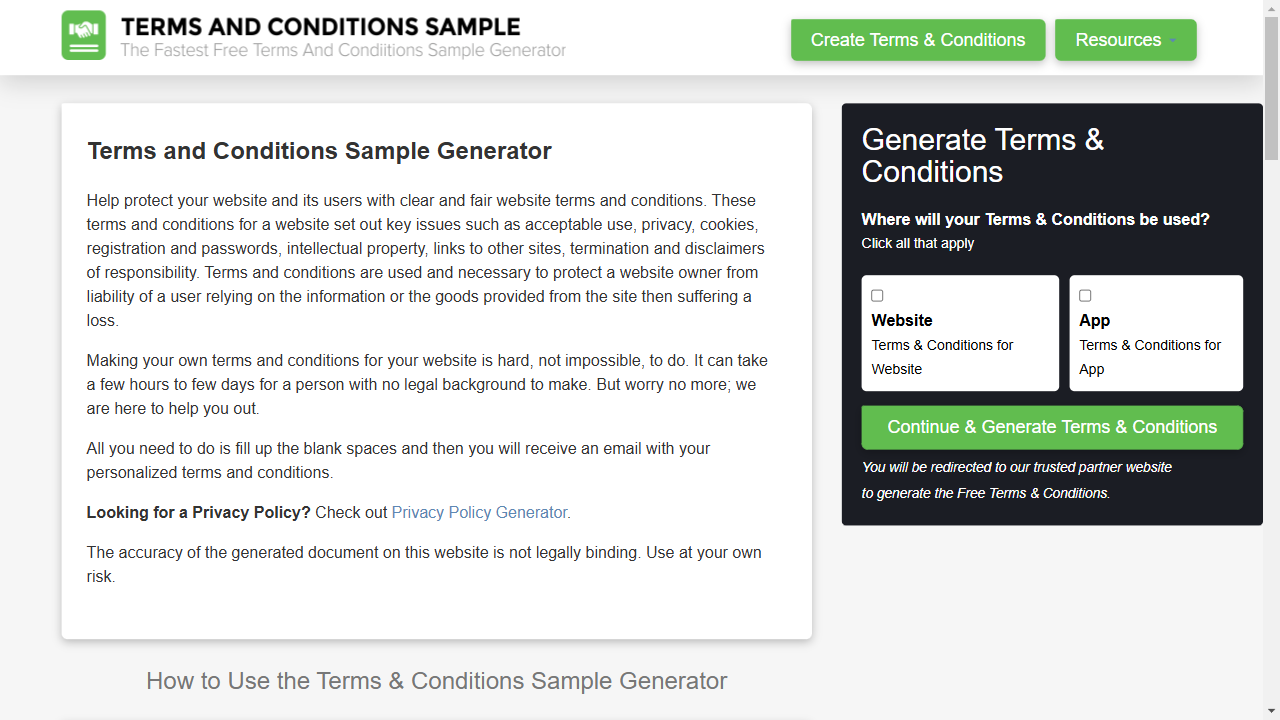 TERMS AND CONDITIONS SAMPLE
The Fastest Free Terms And Condiitions Sample Generator
Create Terms & Conditions
Resources
Terms and Conditions Sample Generator
Help protect your website and its users with clear and fair website terms and conditions. These
terms and conditions for a website set out key issues such as acceptable use, privacy, cookies,
registration and passwords, intellectual property, links to other sites, termination and disclaimers
of responsibility. Terms and conditions are used and necessary to protect a website owner from
liability of a user relying on the information or the goods provided from the site then suffering a
loss.
Making your own terms and conditions for your website is hard, not impossible, to do. It can take
a few hours to few days for a person with no legal background to make. But worry no more; we
are here to help you out.
All you need to do is fill up the blank spaces and then you will receive an email with your
personalized terms and conditions.
Looking for a Privacy Policy? Check out Privacy Policy Generator.
The accuracy of the generated document on this website is not legally binding. Use at your own
risk.
How to Use the Terms & Conditions Sample Generator
Generate Terms &
Conditions
Where will your Terms & Conditions be used?
Click all that apply
Website
Terms & Conditions for
Website
App
Terms & Conditions for
App
Continue & Generate Terms & Conditions
You will be redirected to our trusted partner website
to generate the Free Terms & Conditions.